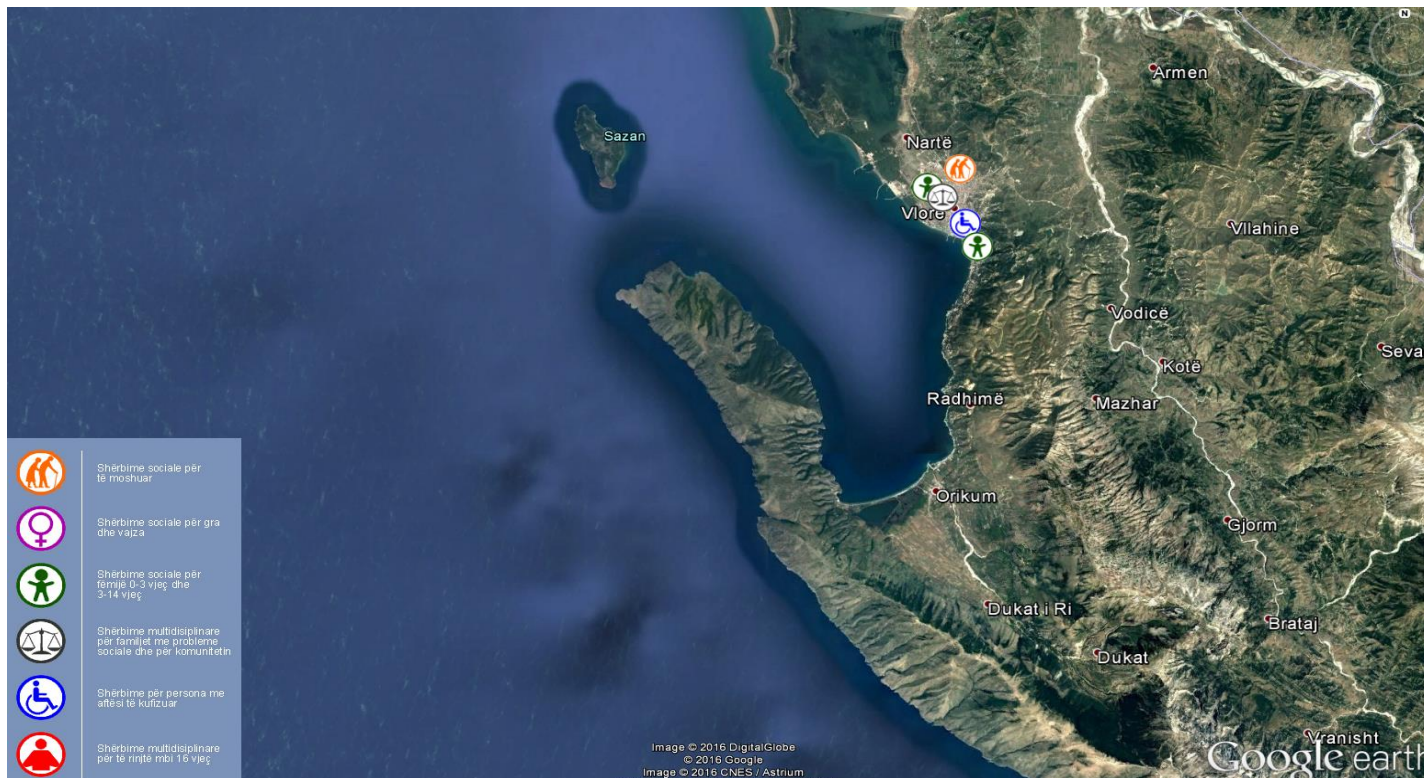 N
Armen
Sazan
Nartë
Vlorë
Vllahine
Vodicë
Seva
Kotë
Radhimë
Mazhar
Orikum
Gjorm
Dukat i Ri
Brataj
Dukat
Vranisht
Shërbime sociale për
të moshuar
Shërbime sociale për gra
dhe vajza
Shërbime sociale për
fëmijë 0-3 vjeç dhe
3-14 vjeç
Shërbime multidisiplinare
për familjet me probleme
sociale dhe për komunitetin
Shërbime për persona me
aftësi të kufizuar
Shërbime multidisiplinare
për të rinjtë mbi 16 vjeç
Image © 2016 DigitalGlobe
© 2016 Google
Image © 2016 CNES / Astrium
Google earth